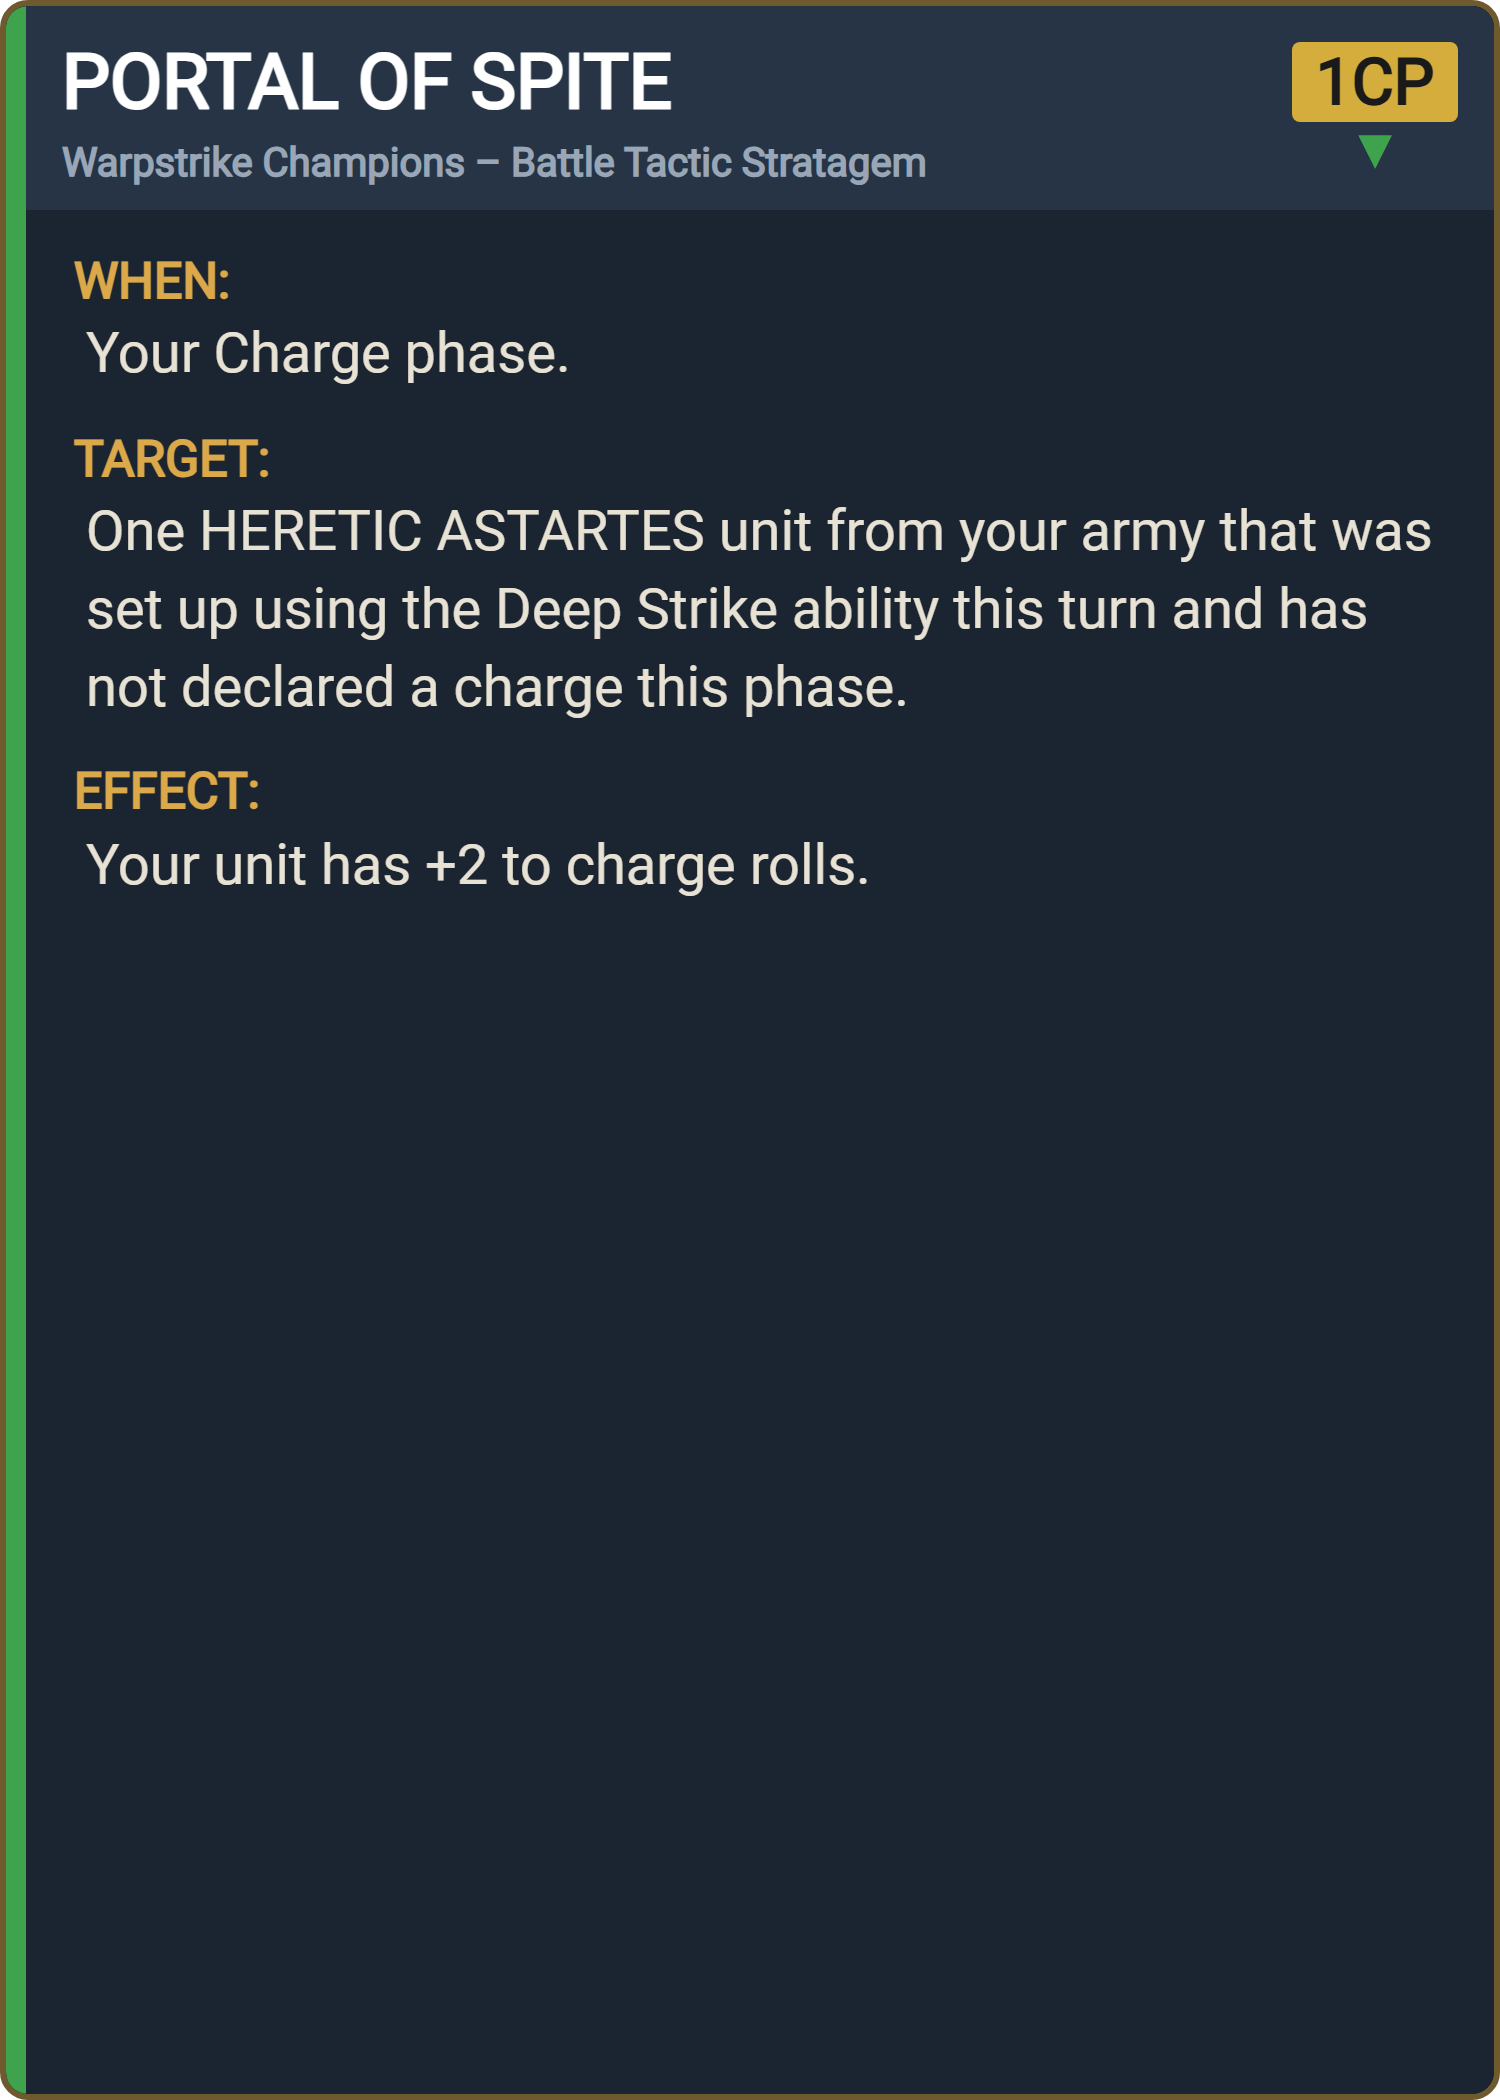 PORTAL OF SPITE
1CP
Warpstrike Champions – Battle Tactic Stratagem
WHEN:
Your Charge phase.
TARGET:
One HERETIC ASTARTES unit from your army that was
set up using the Deep Strike ability this turn and has
not declared a charge this phase.
EFFECT:
Your unit has +2 to charge rolls.